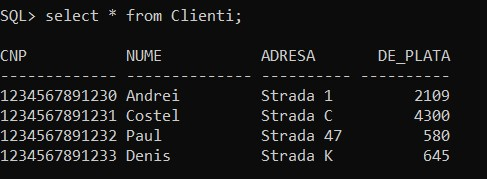 SQL> select * from Clienti;
CNP NUME ADRESA DE_PLATA
------------- -------------- ---------- ----------
1234567891230 Andrei Strada 1 2109
1234567891231 Costel Strada C 4300
1234567891232 Paul Strada 47 580
1234567891233 Denis Strada K 645